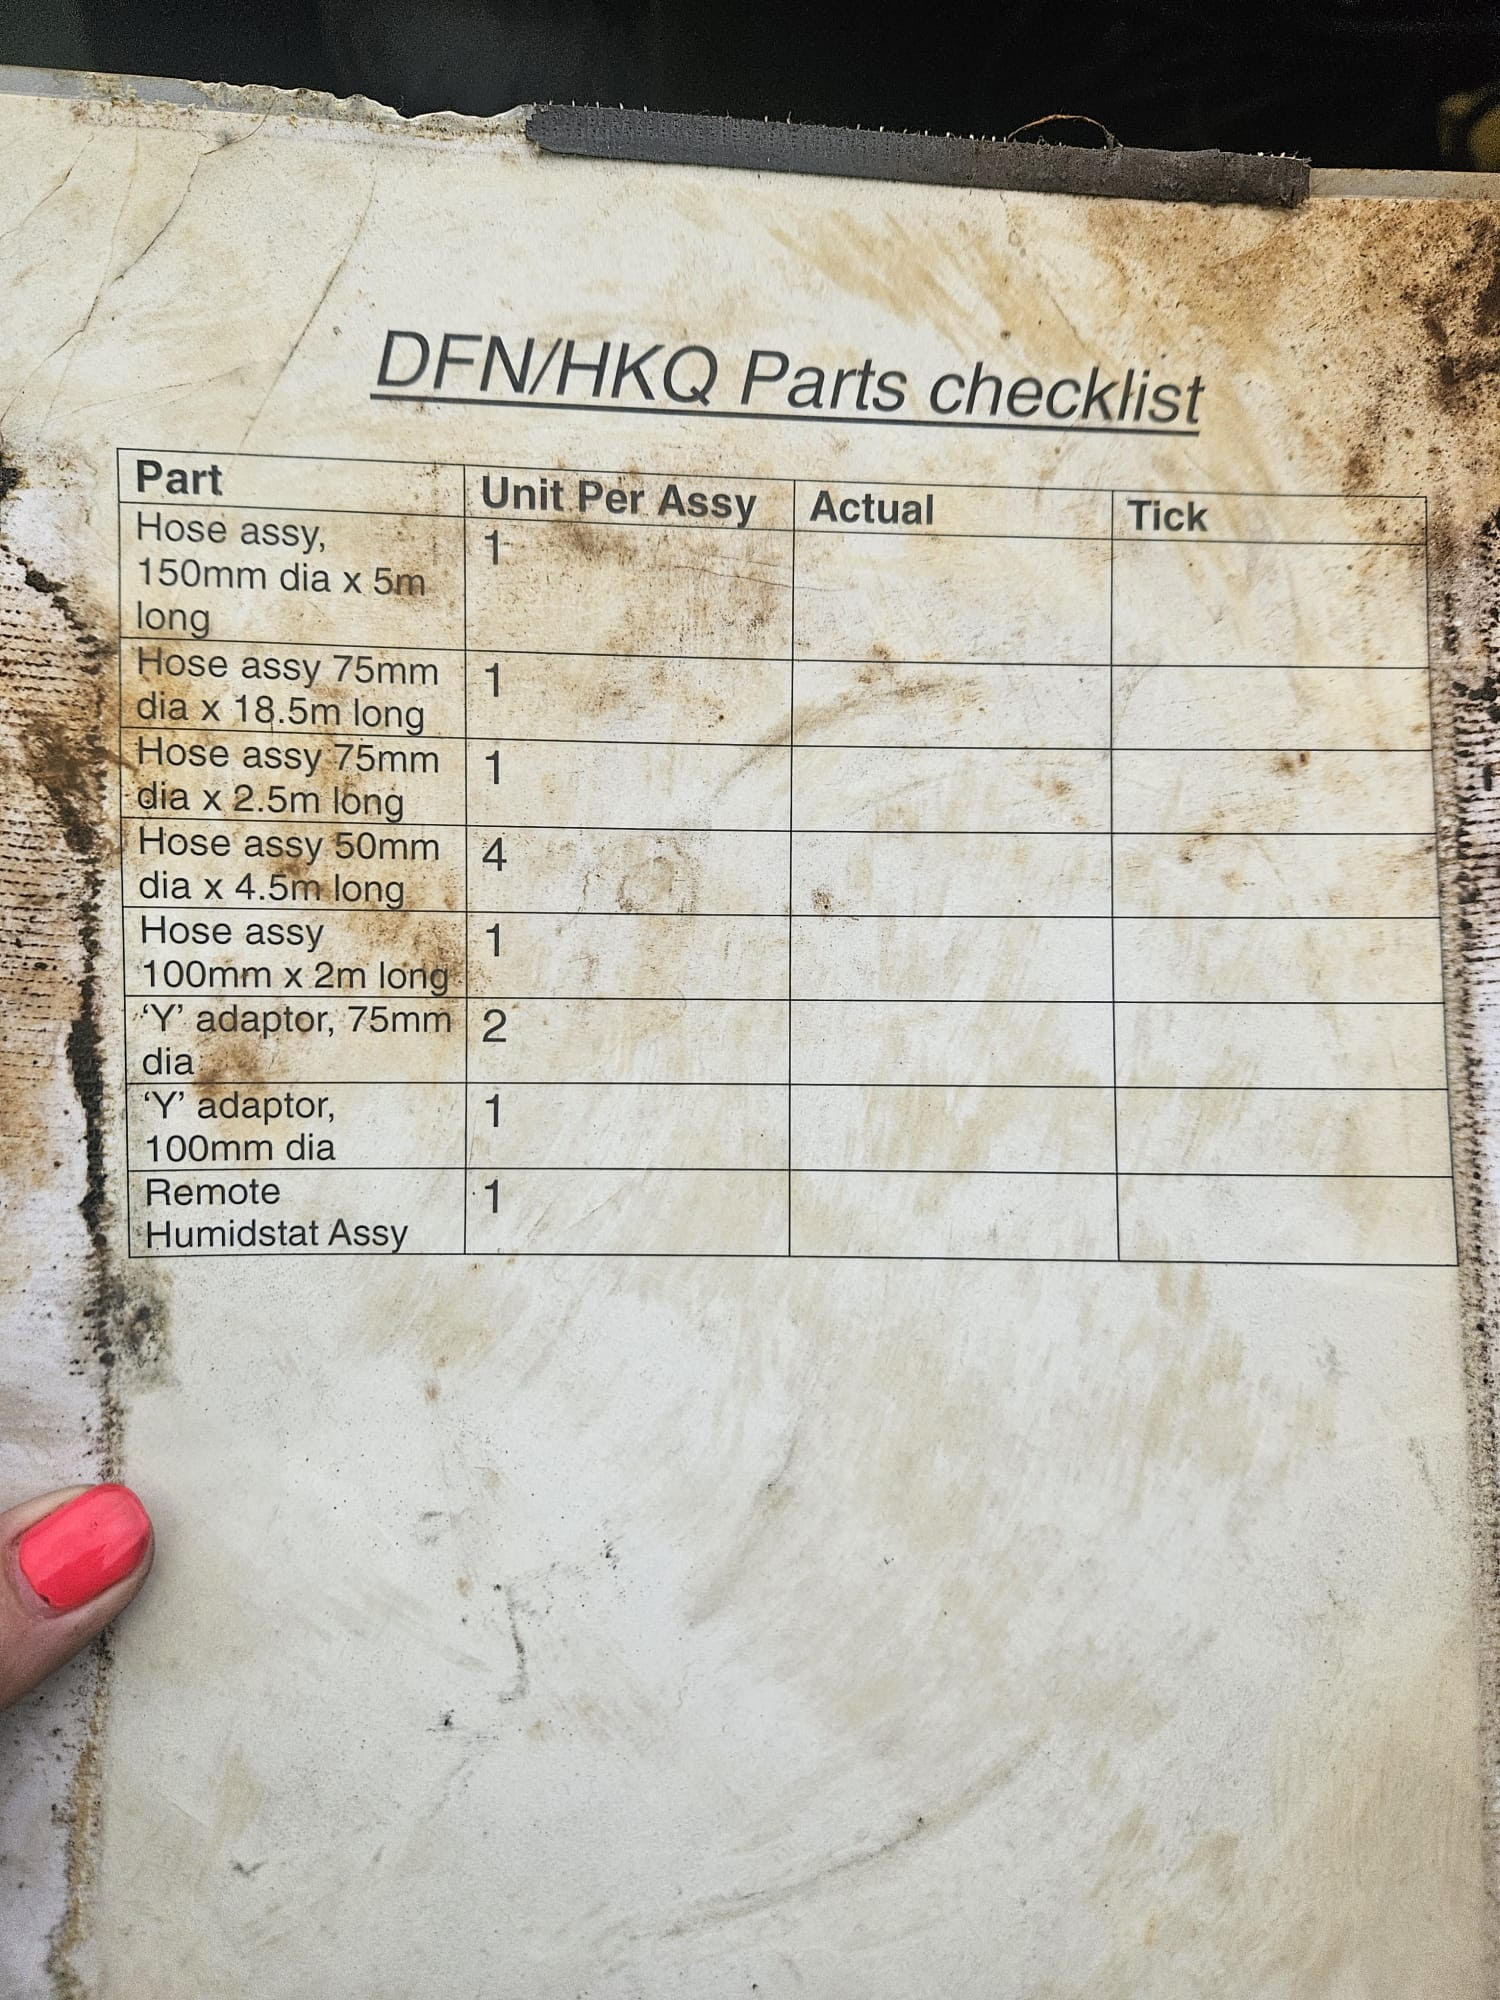 DFN/HKQ Parts checklist
Part Unit Per Assy Actual Tick
Hose assy, 1
150mm dia x 5m
long
Hose assy 75mm 1
dia x 18.5m long
Hose assy 75mm 1
dia x 2.5m long
Hose assy 50mm 4
dia x 4.5m long
Hose assy 1
100mm x 2m long
‘Y’ adaptor, 75mm 2
dia
‘Y’ adaptor, 1
100mm dia
Remote 1
Humidstat Assy